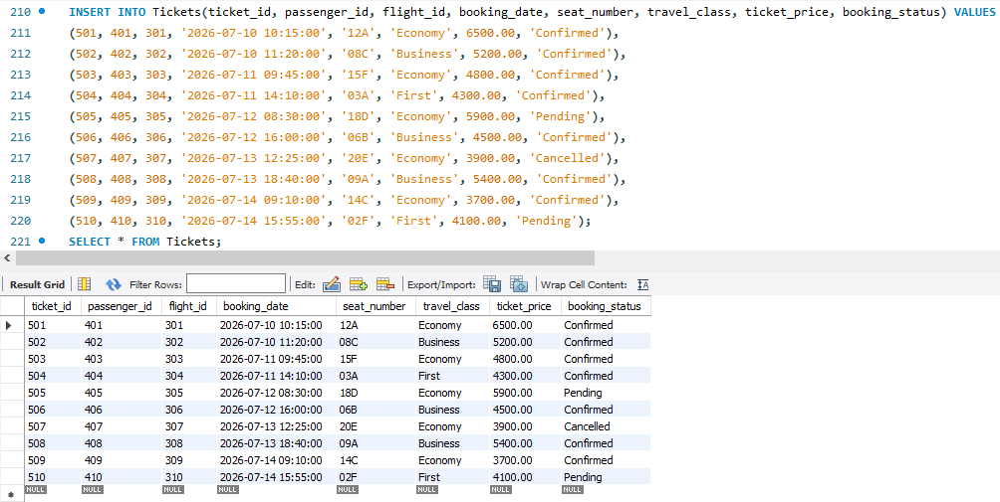 210 INSERT INTO Tickets(ticket_id, passenger_id, flight_id, booking_date, seat_number, travel_class, ticket_price, booking_status) VALUES
211 (501, 401, 301, '2026-07-10 10:15:00', '12A', 'Economy', 6500.00, 'Confirmed'),
212 (502, 402, 302, '2026-07-10 11:20:00', '08C', 'Business', 5200.00, 'Confirmed'),
213 (503, 403, 303, '2026-07-11 09:45:00', '15F', 'Economy', 4800.00, 'Confirmed'),
214 (504, 404, 304, '2026-07-11 14:10:00', '03A', 'First', 4300.00, 'Confirmed'),
215 (505, 405, 305, '2026-07-12 08:30:00', '18D', 'Economy', 5900.00, 'Pending'),
216 (506, 406, 306, '2026-07-12 16:00:00', '06B', 'Business', 4500.00, 'Confirmed'),
217 (507, 407, 307, '2026-07-13 12:25:00', '20E', 'Economy', 3900.00, 'Cancelled'),
218 (508, 408, 308, '2026-07-13 18:40:00', '09A', 'Business', 5400.00, 'Confirmed'),
219 (509, 409, 309, '2026-07-14 09:10:00', '14C', 'Economy', 3700.00, 'Confirmed'),
220 (510, 410, 310, '2026-07-14 15:55:00', '02F', 'First', 4100.00, 'Pending');
221 SELECT * FROM Tickets;
Result Grid Filter Rows: Edit: Export/Import: Wrap Cell Content:
ticket_id passenger_id flight_id booking_date seat_number travel_class ticket_price booking_status
501 401 301 2026-07-10 10:15:00 12A Economy 6500.00 Confirmed
502 402 302 2026-07-10 11:20:00 08C Business 5200.00 Confirmed
503 403 303 2026-07-11 09:45:00 15F Economy 4800.00 Confirmed
504 404 304 2026-07-11 14:10:00 03A First 4300.00 Confirmed
505 405 305 2026-07-12 08:30:00 18D Economy 5900.00 Pending
506 406 306 2026-07-12 16:00:00 06B Business 4500.00 Confirmed
507 407 307 2026-07-13 12:25:00 20E Economy 3900.00 Cancelled
508 408 308 2026-07-13 18:40:00 09A Business 5400.00 Confirmed
509 409 309 2026-07-14 09:10:00 14C Economy 3700.00 Confirmed
510 410 310 2026-07-14 15:55:00 02F First 4100.00 Pending
NULL NULL NULL NULL NULL NULL NULL NULL